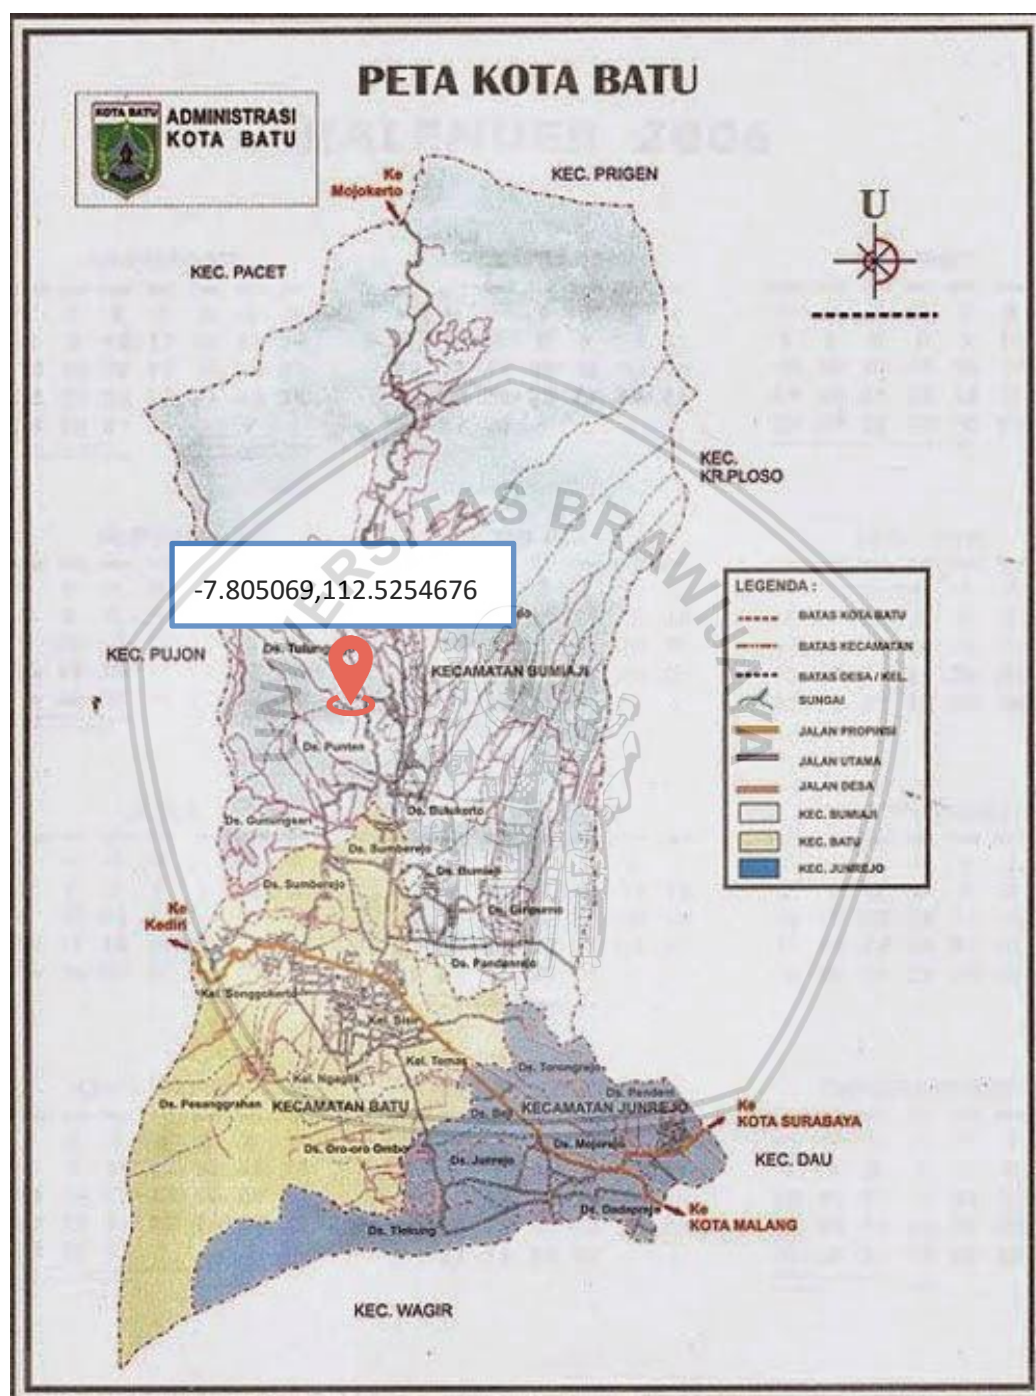 PETA KOTA BATU
KOTA BATU
ADMINISTRASI
KOTA BATU
KALENDER 2006
Ke
Mojokerto
KEC. PRIGEN
U
KEC. PACET
KEC.
KR.PLOSO
UNIVERSITAS BRAWIJAYA
-7.805069,112.5254676
KEC. PUJON
KECAMATAN BUMIAJI
Ds. Punten
Ds. Gunungsari
Ds. Bulukerto
Ds. Sumberejo
Ds. Bumiaji
Ds. Sumberejo
Ds. Giripurno
Ke
Kediri
Ds. Pandanrejo
Kel. Songgokerto
Kel. Sisir
Kel. Temas
Kel. Ngaglik
Ds. Torongrejo
Ds. Pendem
Ds. Pesanggrahan
KECAMATAN BATU
Ds. Beji
KECAMATAN JUNREJO
Ke
KOTA SURABAYA
Ds. Oro-oro Ombo
Ds. Junrejo
Ds. Mojorejo
KEC. DAU
Ds. Tlekung
Ds. Dadaprejo
Ke
KOTA MALANG
KEC. WAGIR
LEGENDA :
BATAS KOTA BATU
BATAS KECAMATAN
BATAS DESA / KEL.
SUNGAI
JALAN PROPINSI
JALAN UTAMA
JALAN DESA
KEC. BUMIAJI
KEC. BATU
KEC. JUNREJO